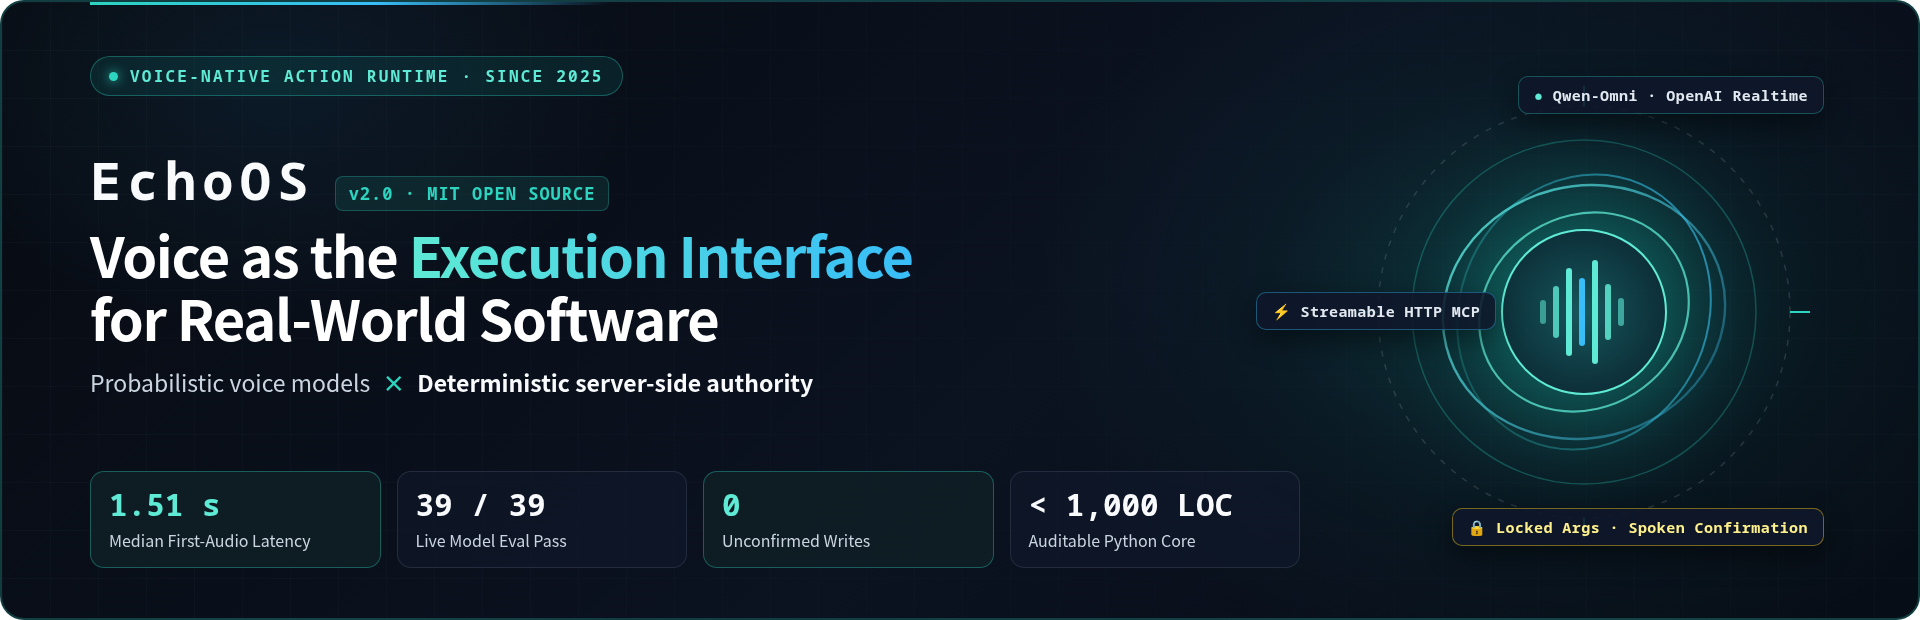 VOICE-NATIVE ACTION RUNTIME · SINCE 2025
EchoOS
v2.0 · MIT OPEN SOURCE
Voice as the Execution Interface
for Real-World Software
Probabilistic voice models × Deterministic server-side authority
1.51 s
Median First-Audio Latency
39 / 39
Live Model Eval Pass
0
Unconfirmed Writes
< 1,000 LOC
Auditable Python Core
Qwen-Omni · OpenAI Realtime
⚡ Streamable HTTP MCP
🔒 Locked Args · Spoken Confirmation